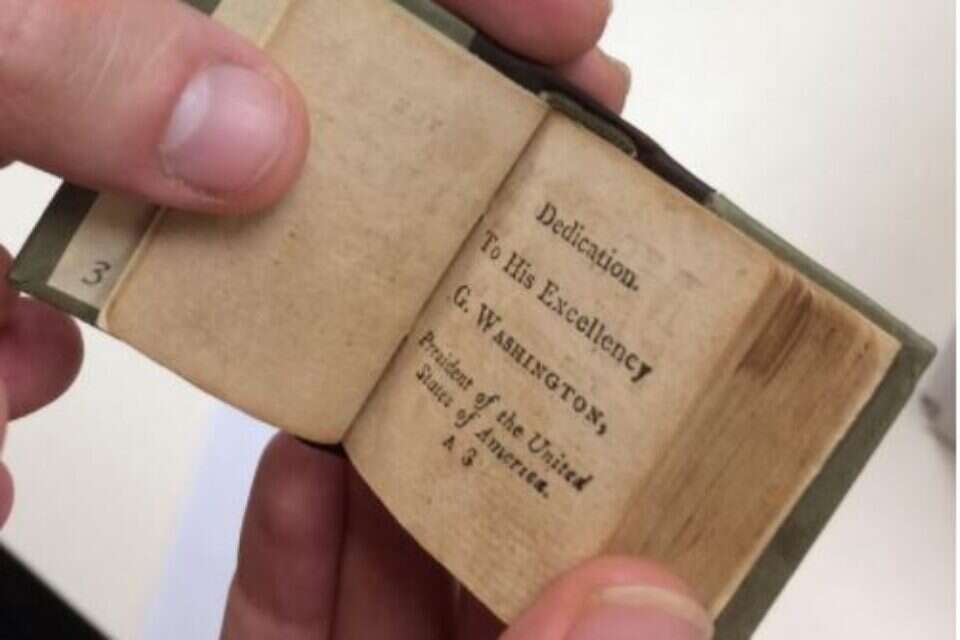 3
Dedication.
To His Excellency
G. WASHINGTON,
President of the United
States of America.
A 3